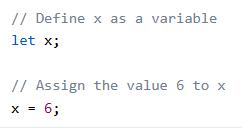 // Define x as a variable
let x;
// Assign the value 6 to x
x = 6;